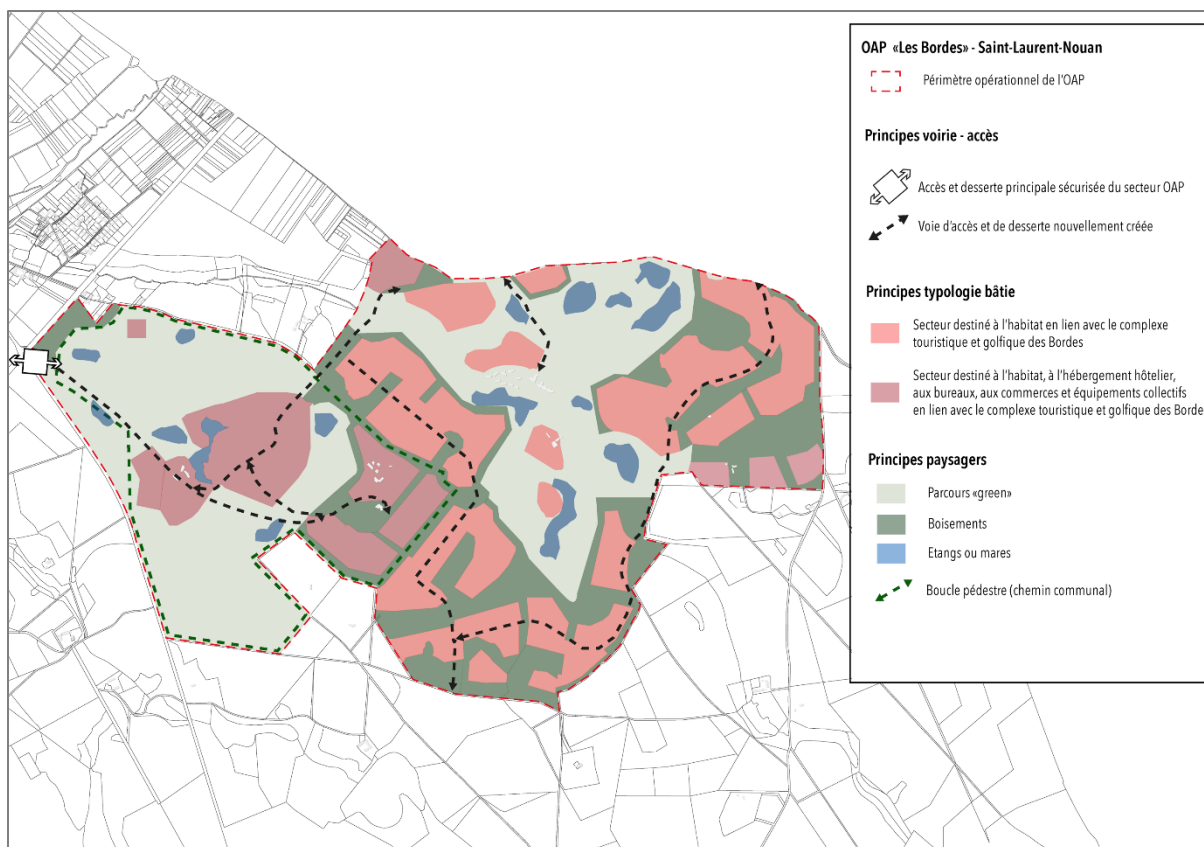 OAP «Les Bordes» - Saint-Laurent-Nouan
Périmètre opérationnel de l'OAP
Principes voirie - accès
Accès et desserte principale sécurisée du secteur OAP
Voie d'accès et de desserte nouvellement créée
Principes typologie bâtie
Secteur destiné à l'habitat en lien avec le complexe
touristique et golfique des Bordes
Secteur destiné à l'habitat, à l'hébergement hôtelier,
aux bureaux, aux commerces et équipements collectifs
en lien avec le complexe touristique et golfique des Borde
Principes paysagers
Parcours «green»
Boisements
Etangs ou mares
Boucle pédestre (chemin communal)